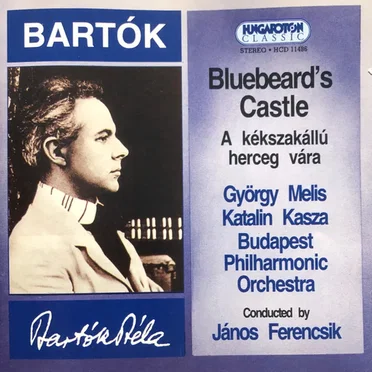 BARTÓK
HUNGAROTON
CLASSIC
STEREO • HCD 11486
Bluebeard's
Castle
A kékszakállú
herceg vára
György Melis
Katalin Kasza
Budapest
Philharmonic
Orchestra
Conducted by
János Ferencsik
Bartók Béla